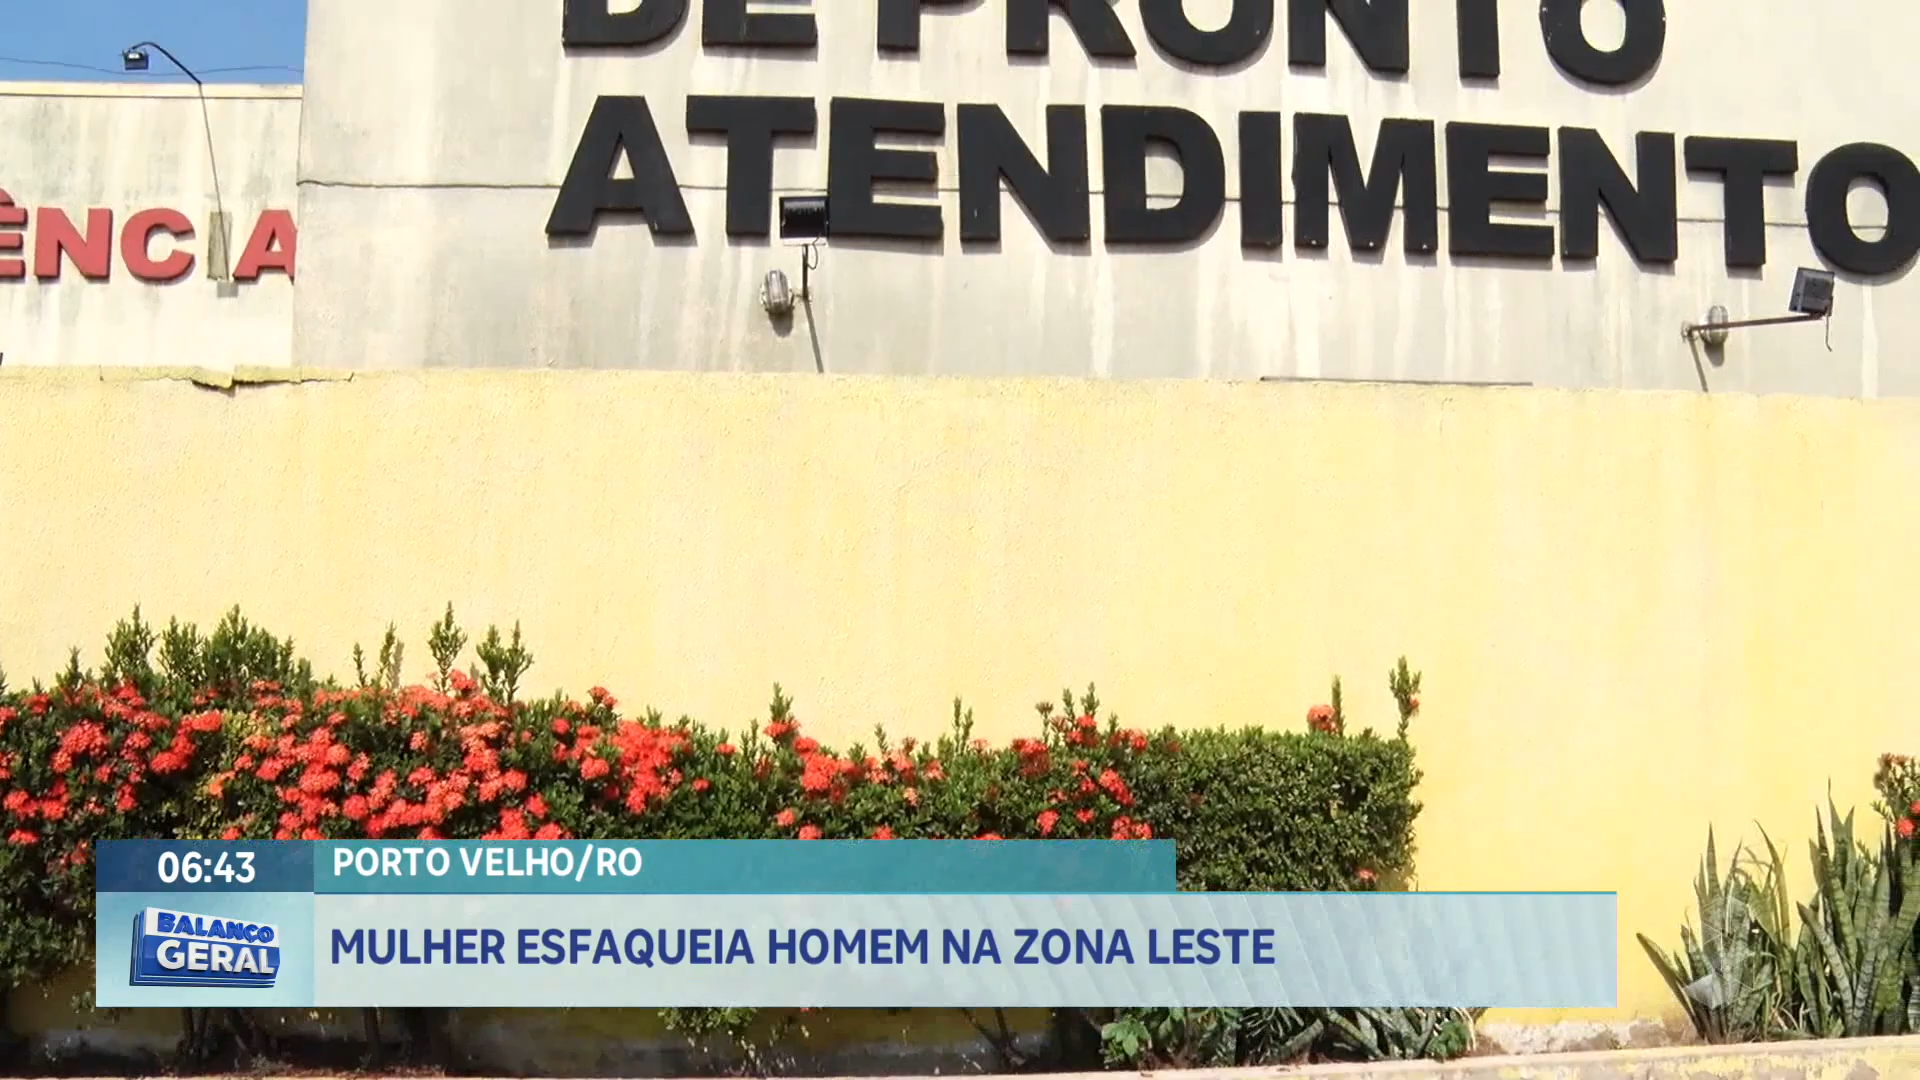 DE PRONTO
ATENDIMENTO
ÊNCIA
06:43
PORTO VELHO/RO
BALANÇO
GERAL
MULHER ESFAQUEIA HOMEM NA ZONA LESTE